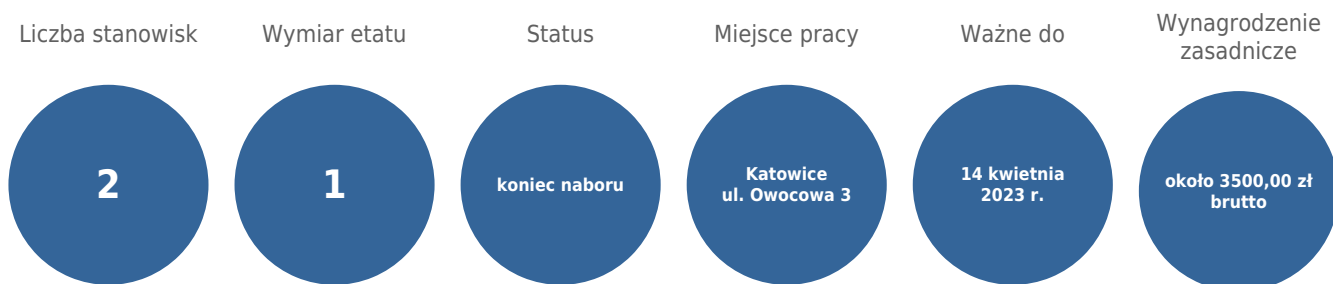 Liczba stanowisk
Wymiar etatu
Status
Miejsce pracy
Ważne do
Wynagrodzenie
zasadnicze
2
1
koniec naboru
Katowice
ul. Owocowa 3
14 kwietnia
2023 r.
około 3500,00 zł
brutto